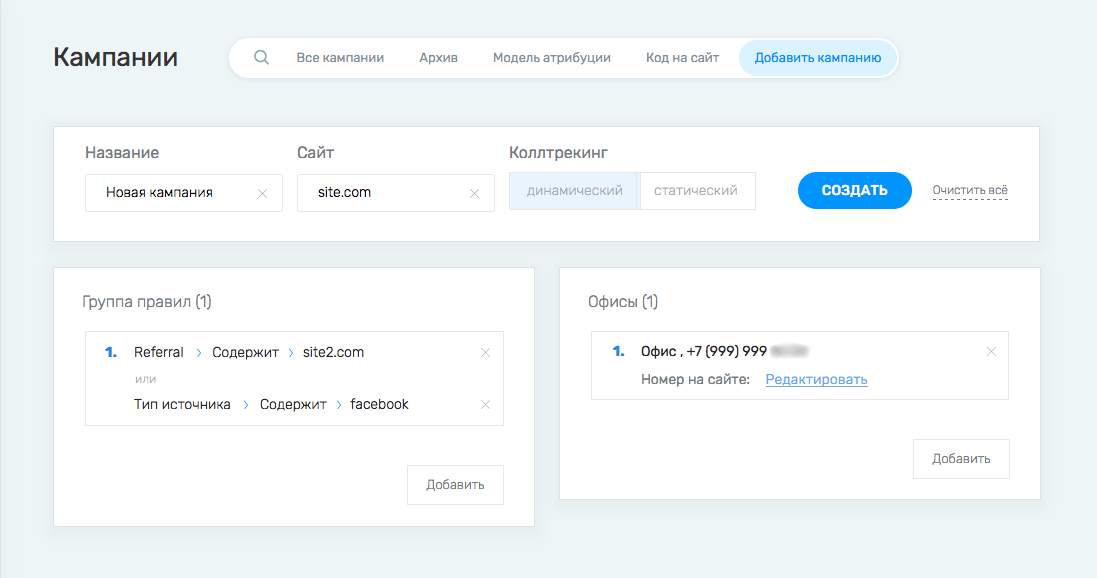 Кампании
Все кампании Архив Модель атрибуции Код на сайт Добавить кампанию
Название Сайт Коллтрекинг
Новая кампания site.com динамический статический СОЗДАТЬ Очистить всё
Группа правил (1)
1. Referral › Содержит › site2.com
или
Тип источника › Содержит › facebook
Добавить
Офисы (1)
1. Офис , +7 (999) 999
Номер на сайте: Редактировать
Добавить